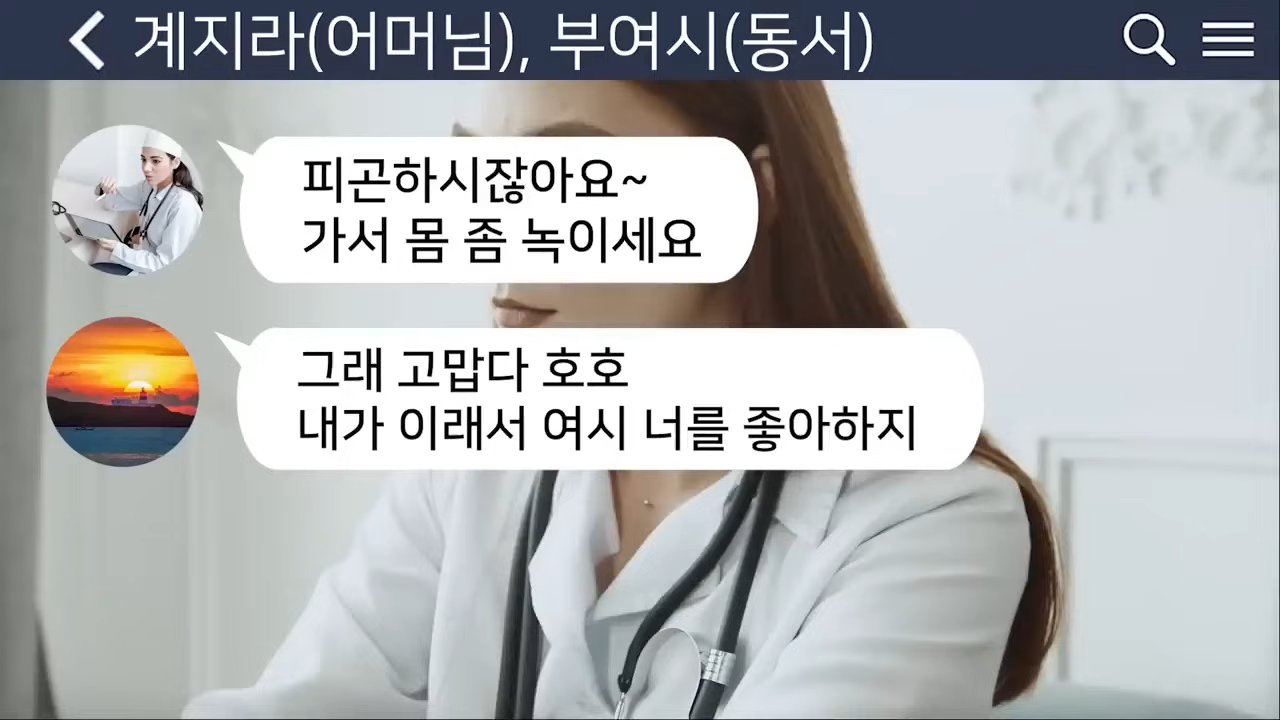 계지라(어머님), 부여시(동서)
피곤하시잖아요~
가서 몸 좀 녹이세요
그래 고맙다 호호
내가 이래서 여시 너를 좋아하지